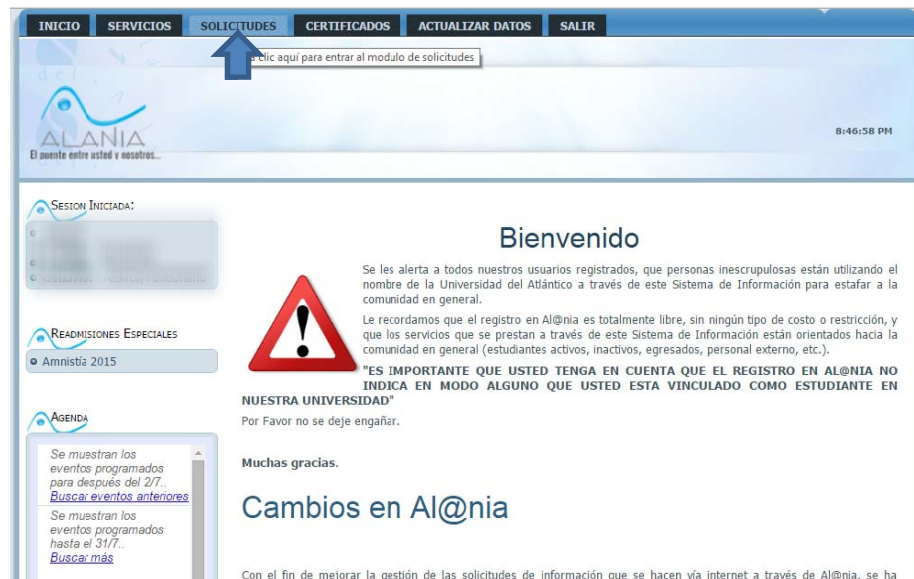 INICIO SERVICIOS SOLICITUDES CERTIFICADOS ACTUALIZAR DATOS SALIR
clic aquí para entrar al modulo de solicitudes
ALANIA
El puente entre usted y nosotros...
8:46:58 PM
SESION INICIADA:
READMISIONES ESPECIALES
Amnistía 2015
AGENDA
Se muestran los
eventos programados
para después del 2/7..
Buscar eventos anteriores
Se muestran los
eventos programados
hasta el 31/7..
Buscar más
Bienvenido
Se les alerta a todos nuestros usuarios registrados, que personas inescrupulosas están utilizando el
nombre de la Universidad del Atlántico a través de este Sistema de Información para estafar a la
comunidad en general.
Le recordamos que el registro en Al@nia es totalmente libre, sin ningún tipo de costo o restricción, y
que los servicios que se prestan a través de este Sistema de Información están orientados hacia la
comunidad en general (estudiantes activos, inactivos, egresados, personal externo, etc.).
"ES IMPORTANTE QUE USTED TENGA EN CUENTA QUE EL REGISTRO EN AL@NIA NO
INDICA EN MODO ALGUNO QUE USTED ESTA VINCULADO COMO ESTUDIANTE EN
NUESTRA UNIVERSIDAD"
Por Favor no se deje engañar.
Muchas gracias.
Cambios en Al@nia
Con el fin de mejorar la gestión de las solicitudes de información que se hacen vía internet a través de Al@nia, se ha